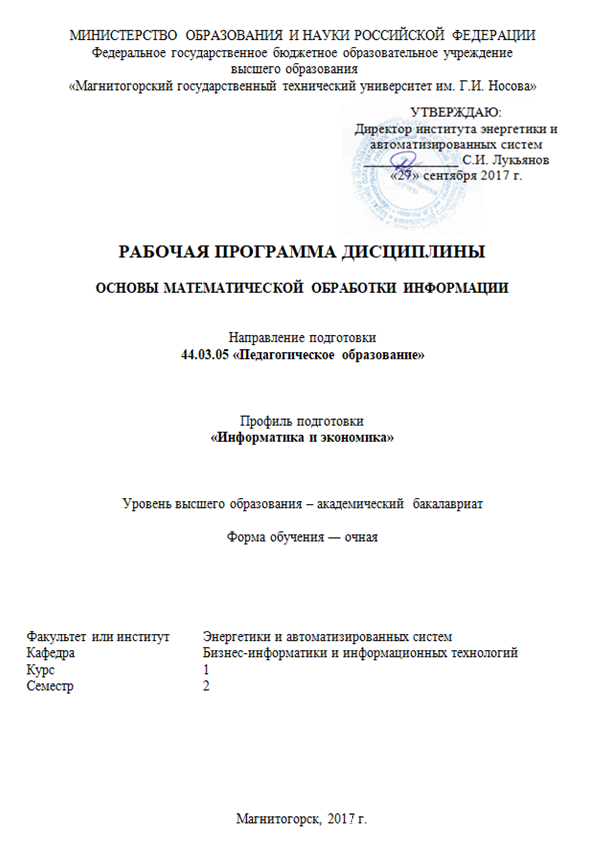 МИНИСТЕРСТВО ОБРАЗОВАНИЯ И НАУКИ РОССИЙСКОЙ ФЕДЕРАЦИИ
Федеральное государственное бюджетное образовательное учреждение
высшего образования
«Магнитогорский государственный технический университет им. Г.И. Носова»
УТВЕРЖДАЮ:
Директор института энергетики и
автоматизированных систем
______________ С.И. Лукьянов
«27» сентября 2017 г.
РАБОЧАЯ ПРОГРАММА ДИСЦИПЛИНЫ
ОСНОВЫ МАТЕМАТИЧЕСКОЙ ОБРАБОТКИ ИНФОРМАЦИИ
Направление подготовки
44.03.05 «Педагогическое образование»
Профиль подготовки
«Информатика и экономика»
Уровень высшего образования – академический бакалавриат
Форма обучения — очная
Факультет или институт Энергетики и автоматизированных систем
Кафедра Бизнес-информатики и информационных технологий
Курс 1
Семестр 2
Магнитогорск, 2017 г.